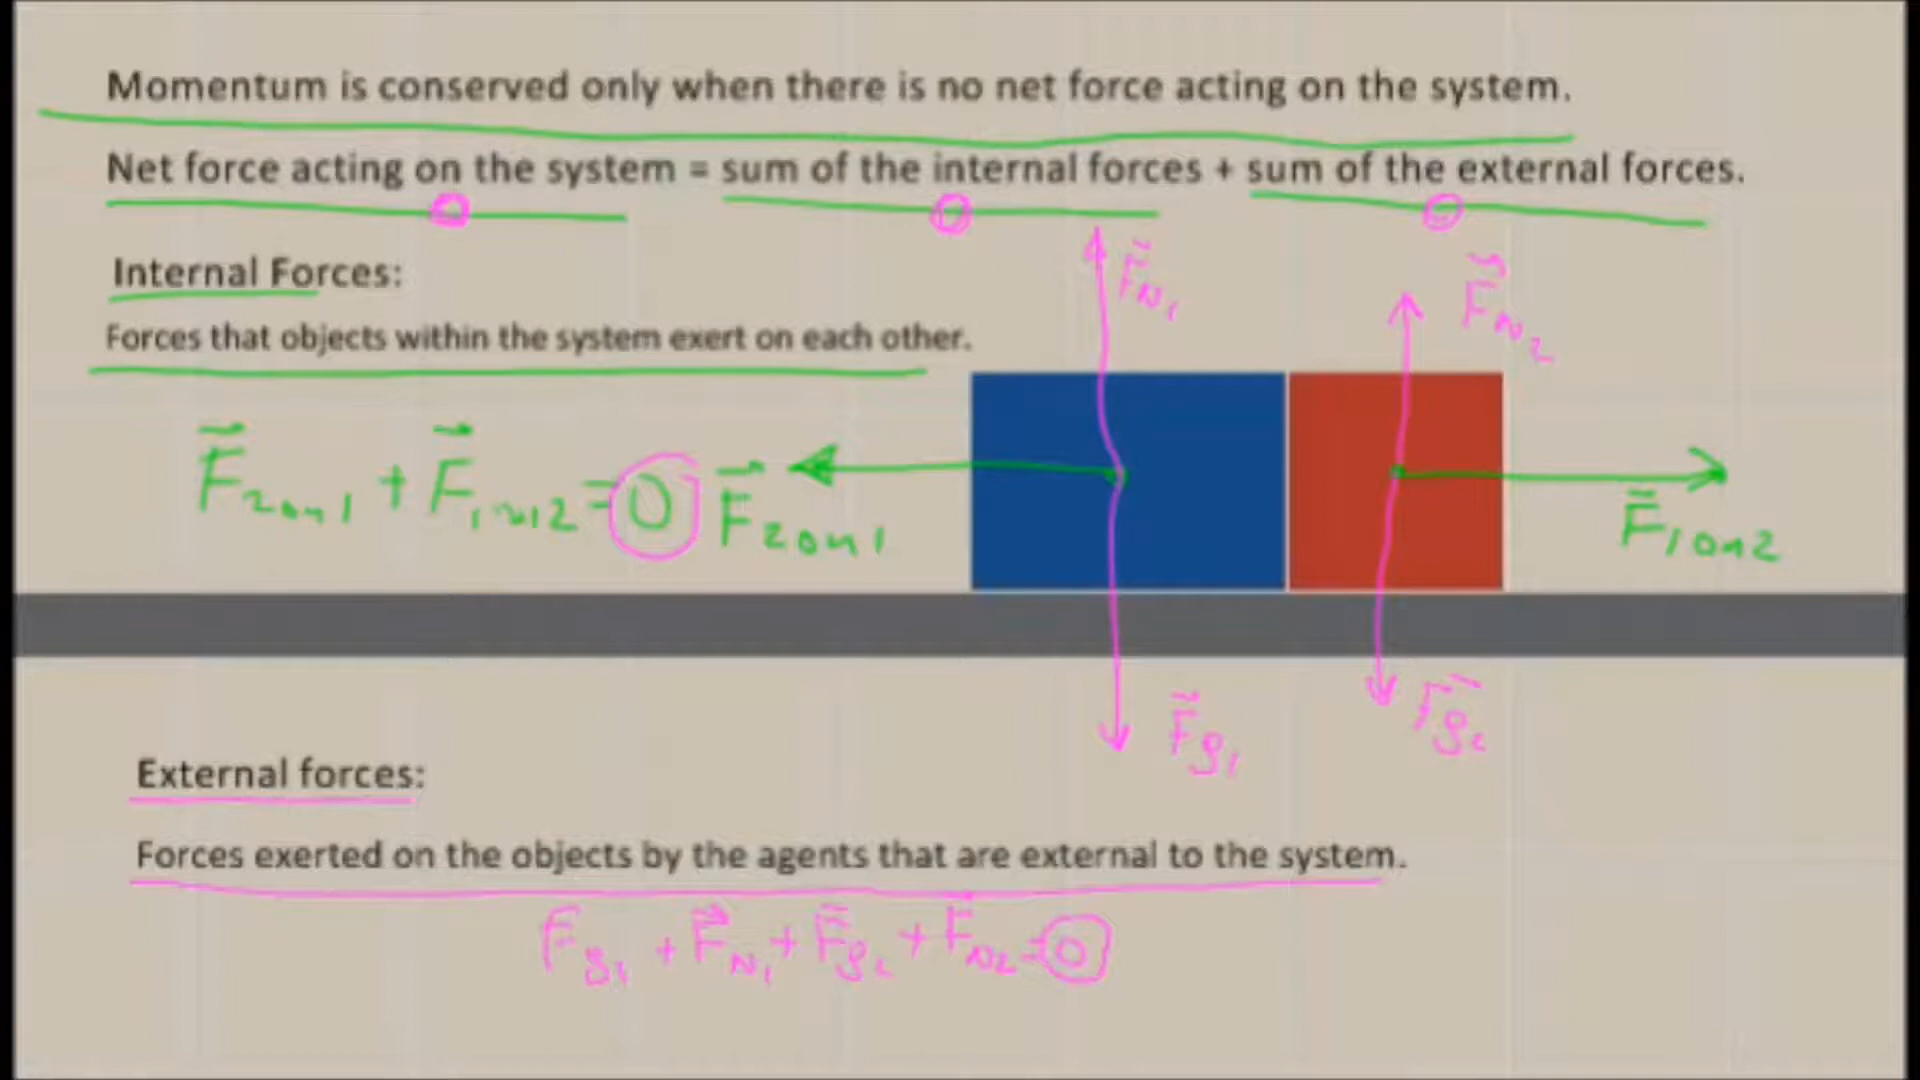 Momentum is conserved only when there is no net force acting on the system.
Net force acting on the system = sum of the internal forces + sum of the external forces.
0 0 0
Internal Forces:
F⃗N1
F⃗N2
Forces that objects within the system exert on each other.
F⃗2on1 + F⃗1on2 = 0
F⃗2on1
F⃗1on2
F⃗g1
F⃗g2
External forces:
Forces exerted on the objects by the agents that are external to the system.
F⃗g1 + F⃗N1 + F⃗g2 + F⃗N2 = 0